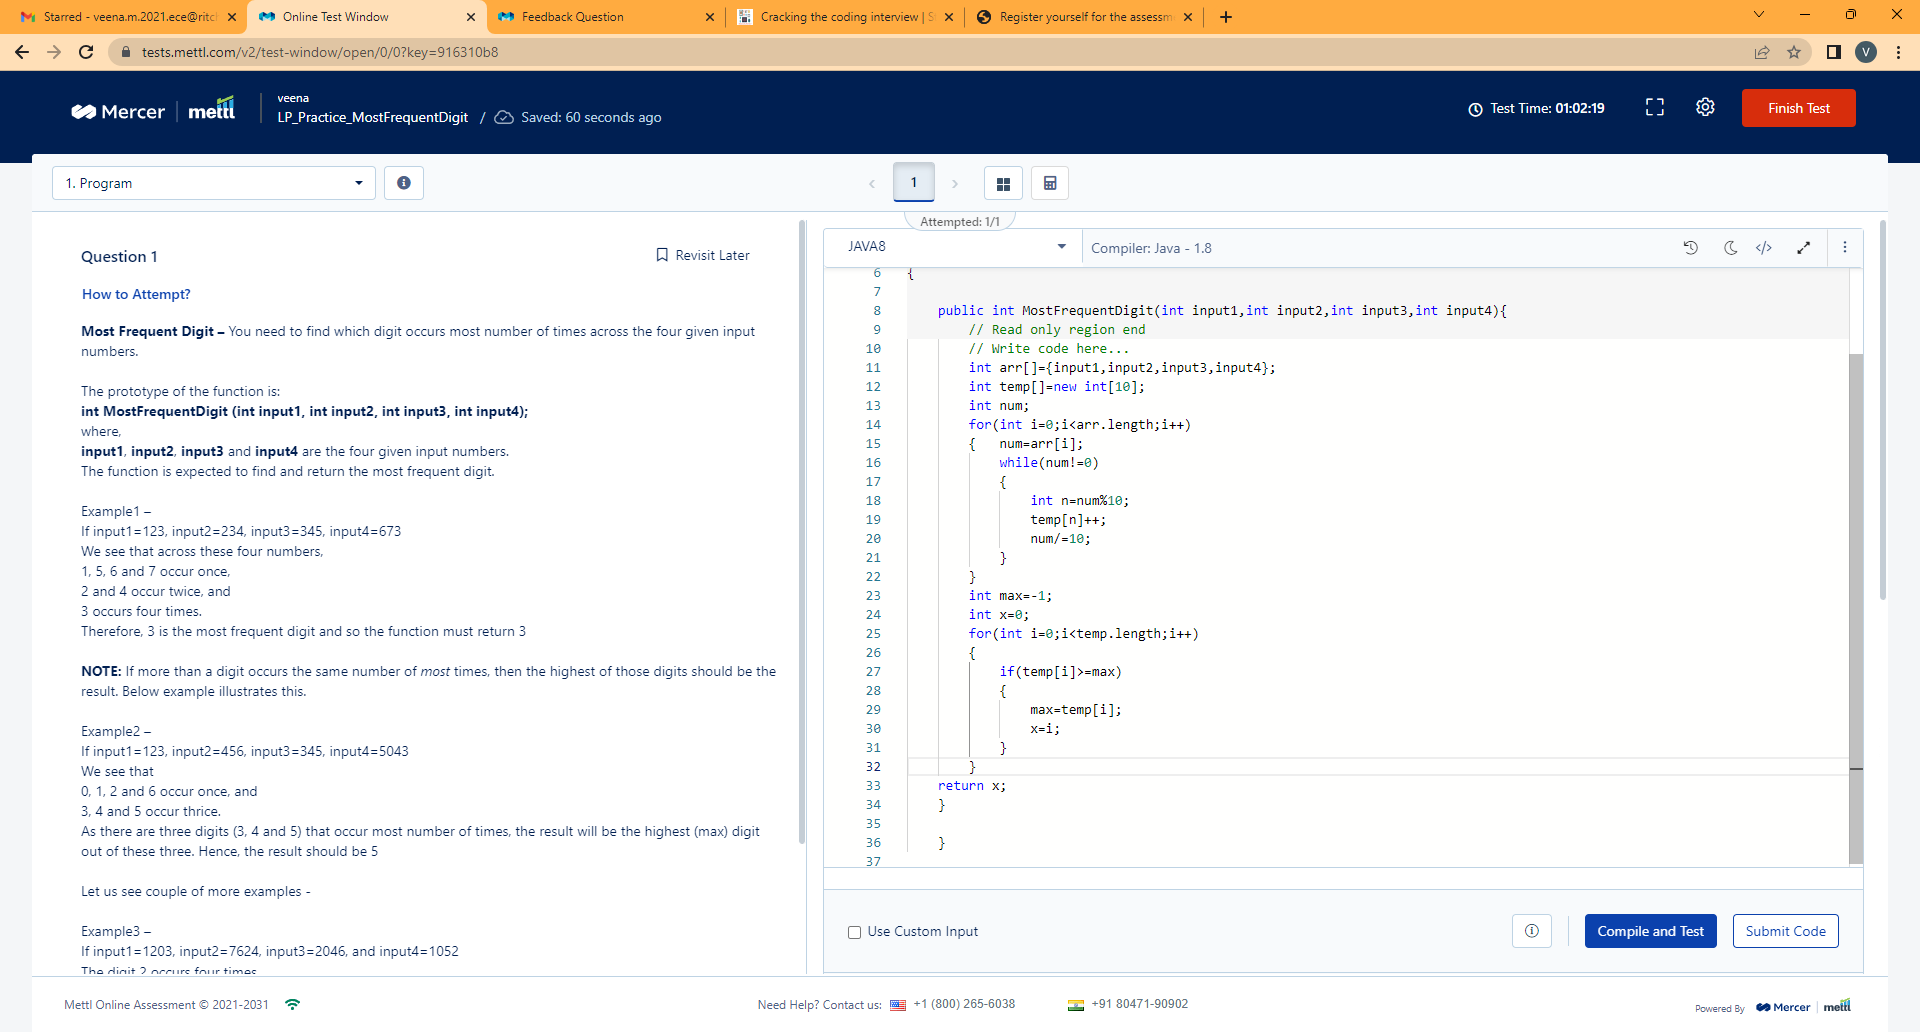 Starred - veena.m.2021.ece@ritc
Online Test Window
Feedback Question
Cracking the coding interview | S
Register yourself for the assessm
tests.mettl.com/v2/test-window/open/0/0?key=916310b8
V
Mercer
mettl
veena
LP_Practice_MostFrequentDigit / Saved: 60 seconds ago
Test Time: 01:02:19
Finish Test
1. Program
1
Attempted: 1/1
Question 1
Revisit Later
How to Attempt?
Most Frequent Digit – You need to find which digit occurs most number of times across the four given input
numbers.
The prototype of the function is:
int MostFrequentDigit (int input1, int input2, int input3, int input4);
where,
input1, input2, input3 and input4 are the four given input numbers.
The function is expected to find and return the most frequent digit.
Example1 –
If input1=123, input2=234, input3=345, input4=673
We see that across these four numbers,
1, 5, 6 and 7 occur once,
2 and 4 occur twice, and
3 occurs four times.
Therefore, 3 is the most frequent digit and so the function must return 3
NOTE: If more than a digit occurs the same number of most times, then the highest of those digits should be the
result. Below example illustrates this.
Example2 –
If input1=123, input2=456, input3=345, input4=5043
We see that
0, 1, 2 and 6 occur once, and
3, 4 and 5 occur thrice.
As there are three digits (3, 4 and 5) that occur most number of times, the result will be the highest (max) digit
out of these three. Hence, the result should be 5
Let us see couple of more examples -
Example3 –
If input1=1203, input2=7624, input3=2046, and input4=1052
The digit 2 occurs four times
JAVA8
Compiler: Java - 1.8
6 {
7
8 public int MostFrequentDigit(int input1,int input2,int input3,int input4){
9 // Read only region end
10 // Write code here...
11 int arr[]={input1,input2,input3,input4};
12 int temp[]=new int[10];
13 int num;
14 for(int i=0;i<arr.length;i++)
15 { num=arr[i];
16 while(num!=0)
17 {
18 int n=num%10;
19 temp[n]++;
20 num/=10;
21 }
22 }
23 int max=-1;
24 int x=0;
25 for(int i=0;i<temp.length;i++)
26 {
27 if(temp[i]>=max)
28 {
29 max=temp[i];
30 x=i;
31 }
32 }
33 return x;
34 }
35
36 }
37
Use Custom Input
Compile and Test
Submit Code
Mettl Online Assessment © 2021-2031
Need Help? Contact us: +1 (800) 265-6038
+91 80471-90902
Powered By Mercer mettl